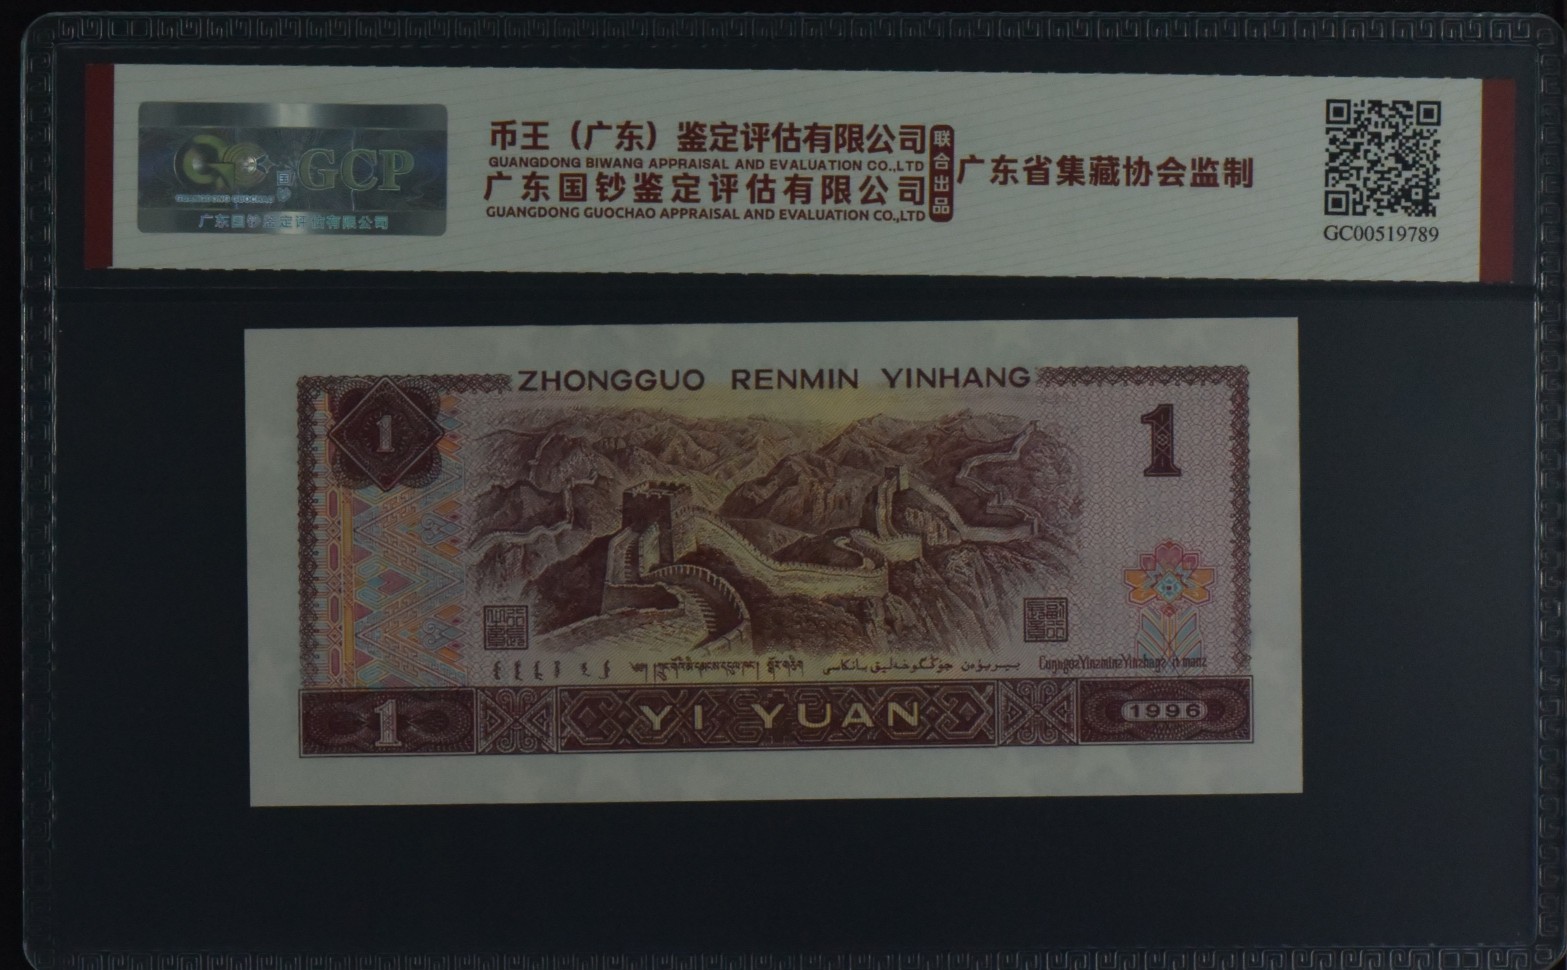 GCP
国钞
广东国钞鉴定评估有限公司
币王（广东）鉴定评估有限公司
GUANGDONG BIWANG APPRAISAL AND EVALUATION CO.,LTD
广东国钞鉴定评估有限公司
GUANGDONG GUOCHAO APPRAISAL AND EVALUATION CO.,LTD
联合出品
广东省集藏协会监制
GC00519789
ZHONGGUO RENMIN YINHANG
1
1
1
YI YUAN
1996